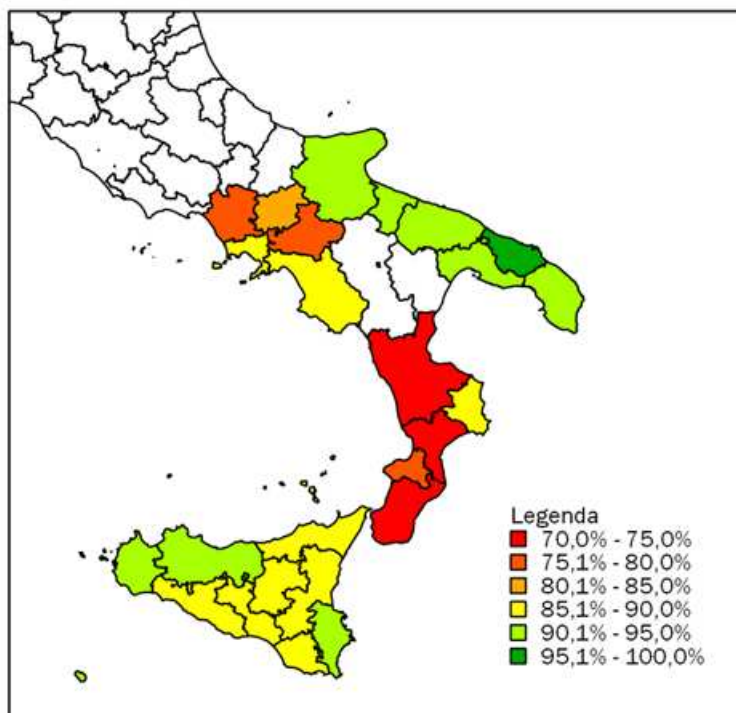 Legenda
70,0% - 75,0%
75,1% - 80,0%
80,1% - 85,0%
85,1% - 90,0%
90,1% - 95,0%
95,1% - 100,0%